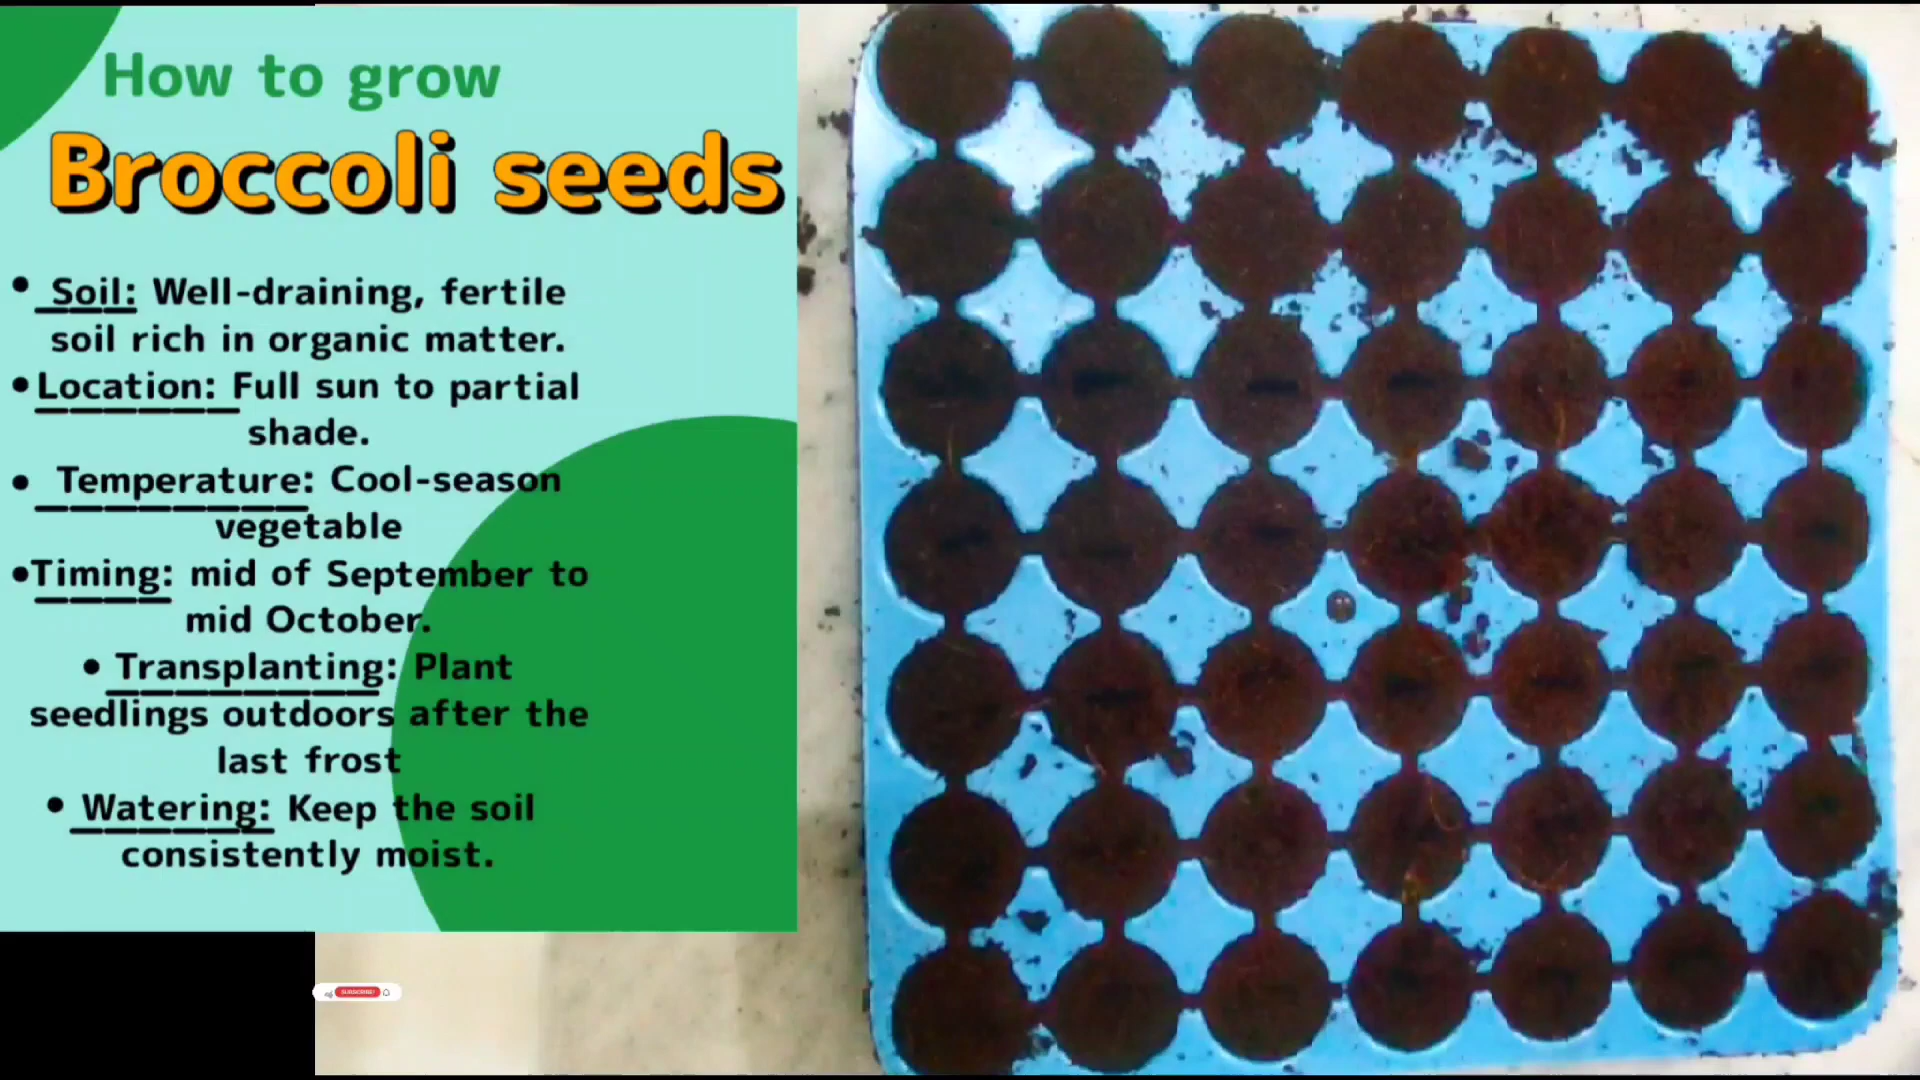 How to grow
Broccoli seeds
• Soil: Well-draining, fertile
soil rich in organic matter.
• Location: Full sun to partial
shade.
• Temperature: Cool-season
vegetable
• Timing: mid of September to
mid October.
• Transplanting: Plant
seedlings outdoors after the
last frost
• Watering: Keep the soil
consistently moist.
SUBSCRIBE!